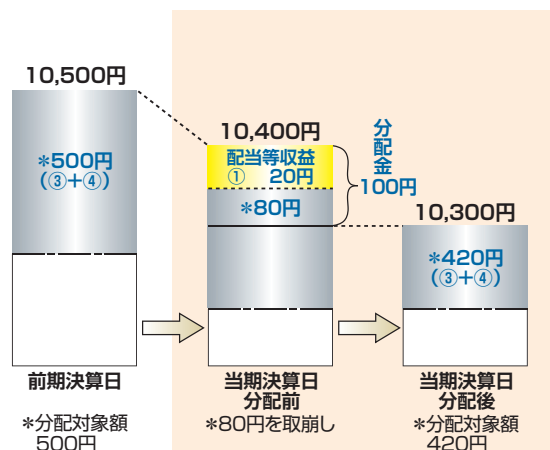 10,500円
*500円
(③+④)
前期決算日
*分配対象額
500円
10,400円
配当等収益
① 20円
*80円
分配金
100円
当期決算日
分配前
*80円を取崩し
10,300円
*420円
(③+④)
当期決算日
分配後
*分配対象額
420円